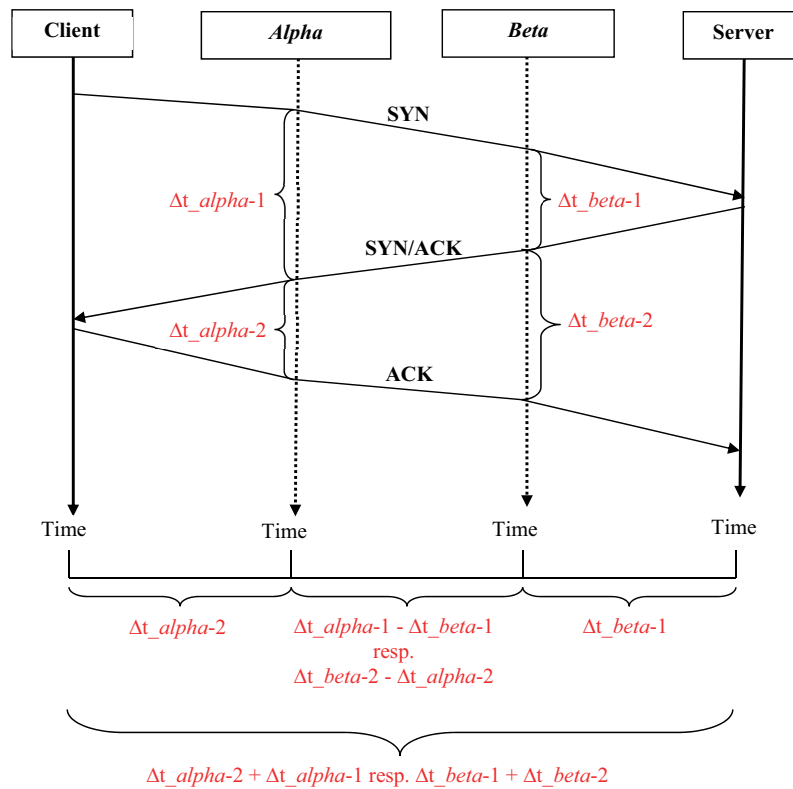 Client
Alpha
Beta
Server
SYN
Δt_alpha-1
Δt_beta-1
SYN/ACK
Δt_alpha-2
Δt_beta-2
ACK
Time
Time
Time
Time
Δt_alpha-2
Δt_alpha-1 - Δt_beta-1
resp.
Δt_beta-2 - Δt_alpha-2
Δt_beta-1
Δt_alpha-2 + Δt_alpha-1 resp. Δt_beta-1 + Δt_beta-2